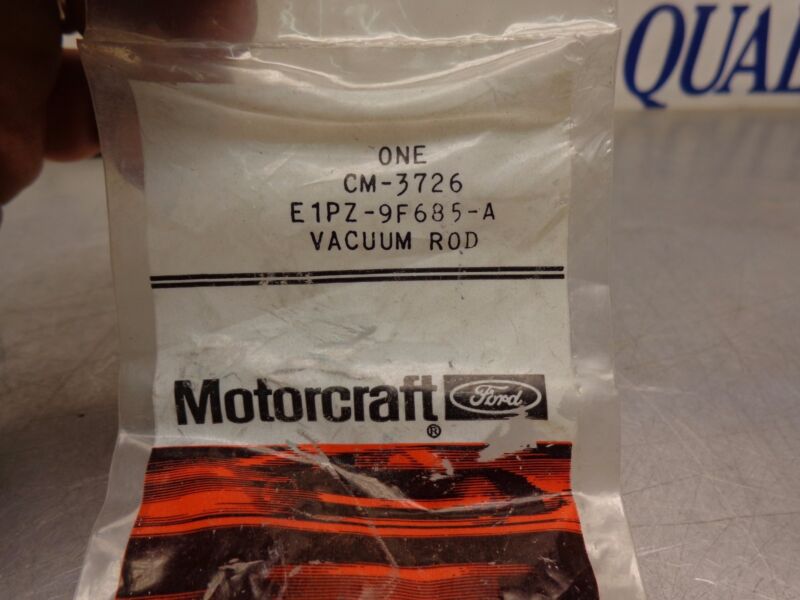 QUAL
ONE
CM-3726
E1PZ-9F685-A
VACUUM ROD
Motorcraft Ford
®